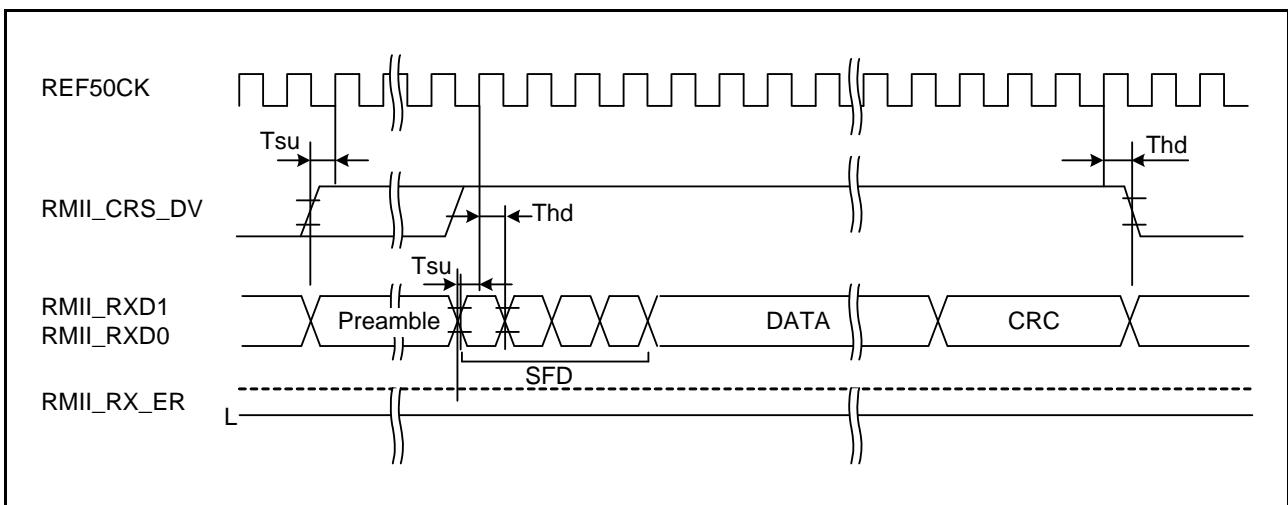 REF50CK
Tsu
Thd
RMII_CRS_DV
Thd
Tsu
RMII_RXD1
RMII_RXD0
Preamble
DATA
CRC
SFD
RMII_RX_ER
L